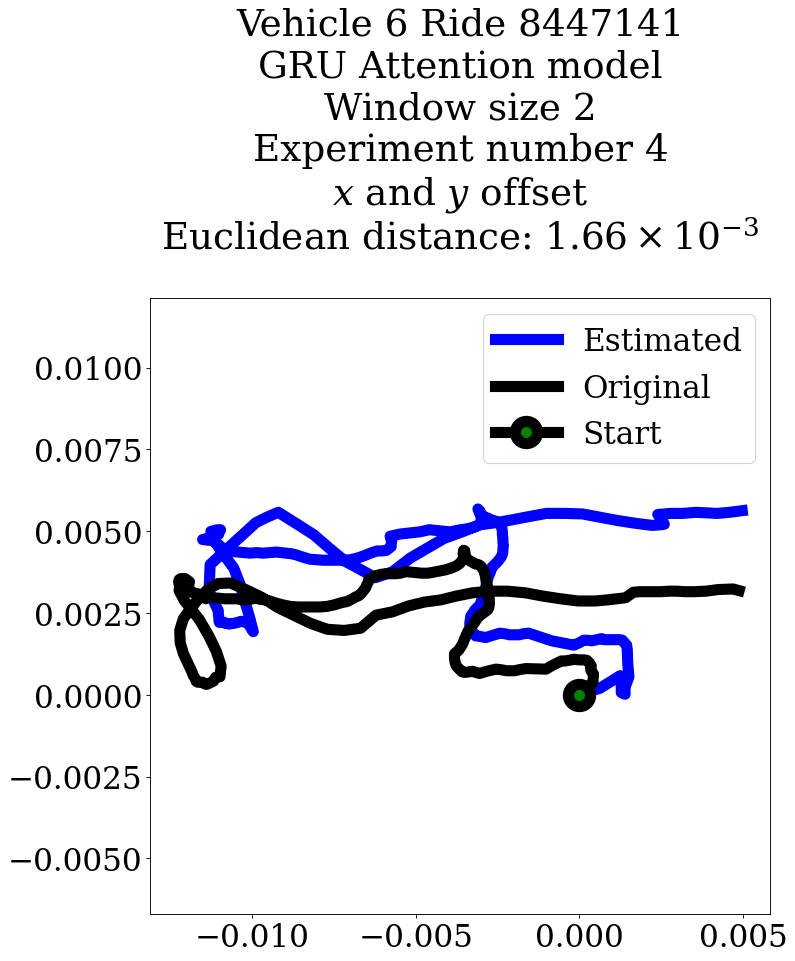 Vehicle 6 Ride 8447141
GRU Attention model
Window size 2
Experiment number 4
x and y offset
Euclidean distance: 1.66 × 10⁻³
Estimated
Original
Start
0.0100
0.0075
0.0050
0.0025
0.0000
−0.0025
−0.0050
−0.010
−0.005
0.000
0.005